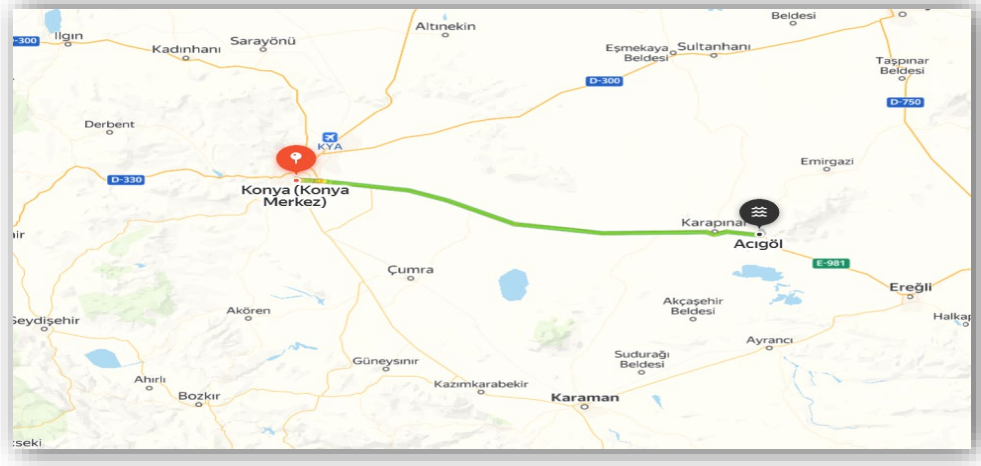 Beldesi
Altınekin
-300
Ilgın
Sarayönü
Kadınhanı
Eşmekaya
Beldesi
Sultanhanı
Taşpınar
Beldesi
D-300
D-750
Derbent
KYA
Emirgazi
D-330
Konya (Konya
Merkez)
Karapınar
Acıgöl
E-981
Çumra
Ereğli
Akçaşehir
Beldesi
Akören
Seydişehir
Halkap
Ayrancı
Güneysınır
Sudurağı
Beldesi
Ahırlı
Kazımkarabekir
Bozkır
Karaman